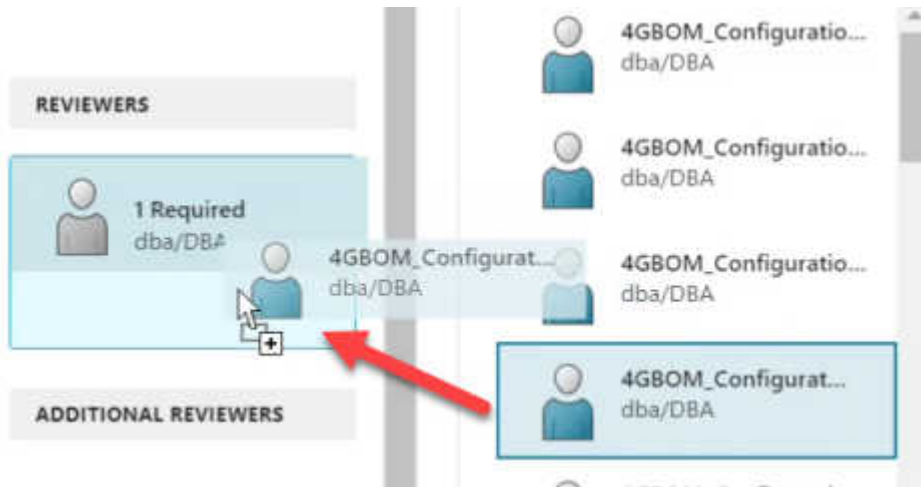 REVIEWERS
1 Required
dba/DBA
4GBOM_Configurat...
dba/DBA
ADDITIONAL REVIEWERS
4GBOM_Configuratio...
dba/DBA
4GBOM_Configuratio...
dba/DBA
4GBOM_Configuratio...
dba/DBA
4GBOM_Configurat...
dba/DBA